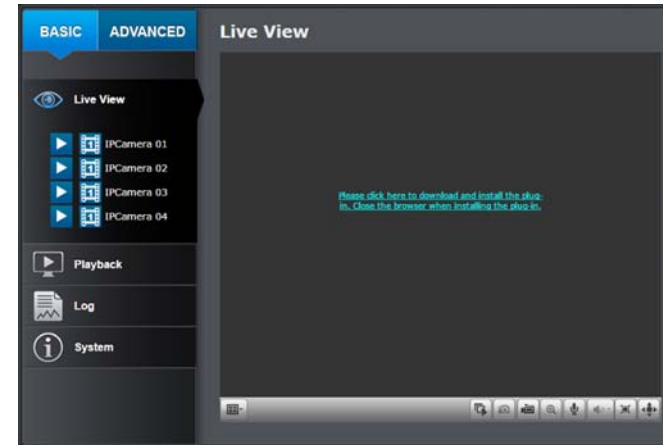 BASIC ADVANCED
Live View
Live View
IPCamera 01
IPCamera 02
IPCamera 03
IPCamera 04
Please click here to download and install the plug-
in. Close the browser when installing the plug-in.
Playback
Log
System